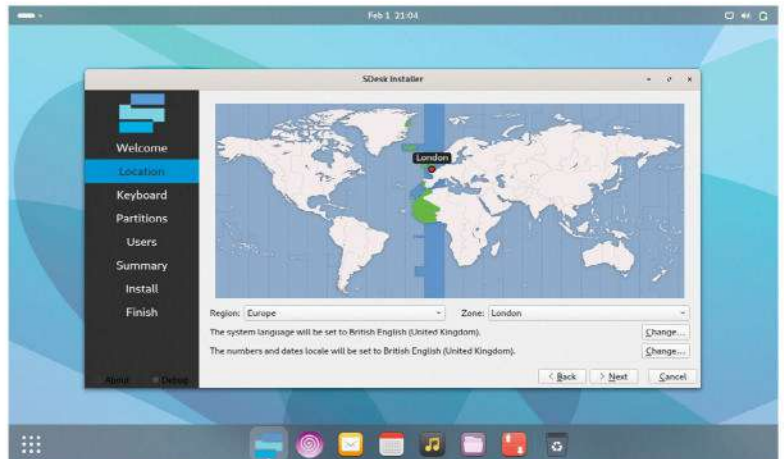 Feb 1 21:04
SDesk Installer
Welcome
Location
Keyboard
Partitions
Users
Summary
Install
Finish
About
Debug
London
Region: Europe
Zone: London
The system language will be set to British English (United Kingdom).
Change...
The numbers and dates locale will be set to British English (United Kingdom).
Change...
< Back
> Next
Cancel